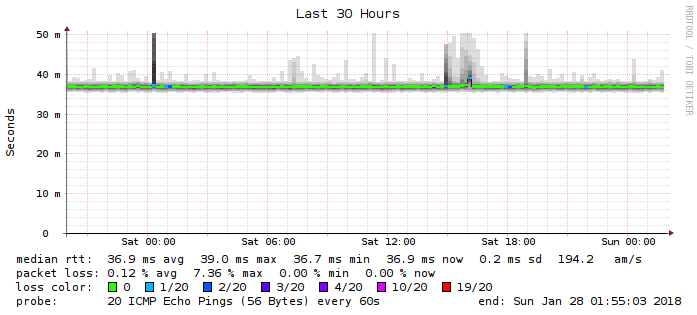 Last 30 Hours
RRDTOOL / TOBI OETIKER
Seconds
50 m
40 m
30 m
20 m
10 m
0
Sat 00:00 Sat 06:00 Sat 12:00 Sat 18:00 Sun 00:00
median rtt: 36.9 ms avg 39.0 ms max 36.7 ms min 36.9 ms now 0.2 ms sd 194.2 am/s
packet loss: 0.12 % avg 7.36 % max 0.00 % min 0.00 % now
loss color: 0 1/20 2/20 3/20 4/20 10/20 19/20
probe: 20 ICMP Echo Pings (56 Bytes) every 60s end: Sun Jan 28 01:55:03 2018